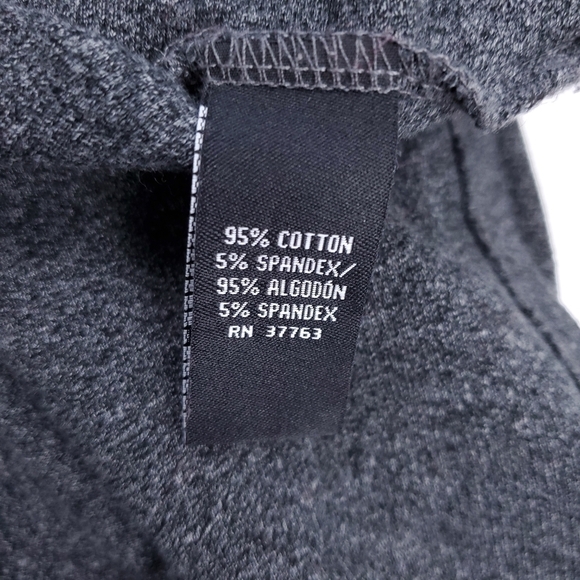 95% COTTON
5% SPANDEX/
95% ALGODÓN
5% SPANDEX
RN 37763